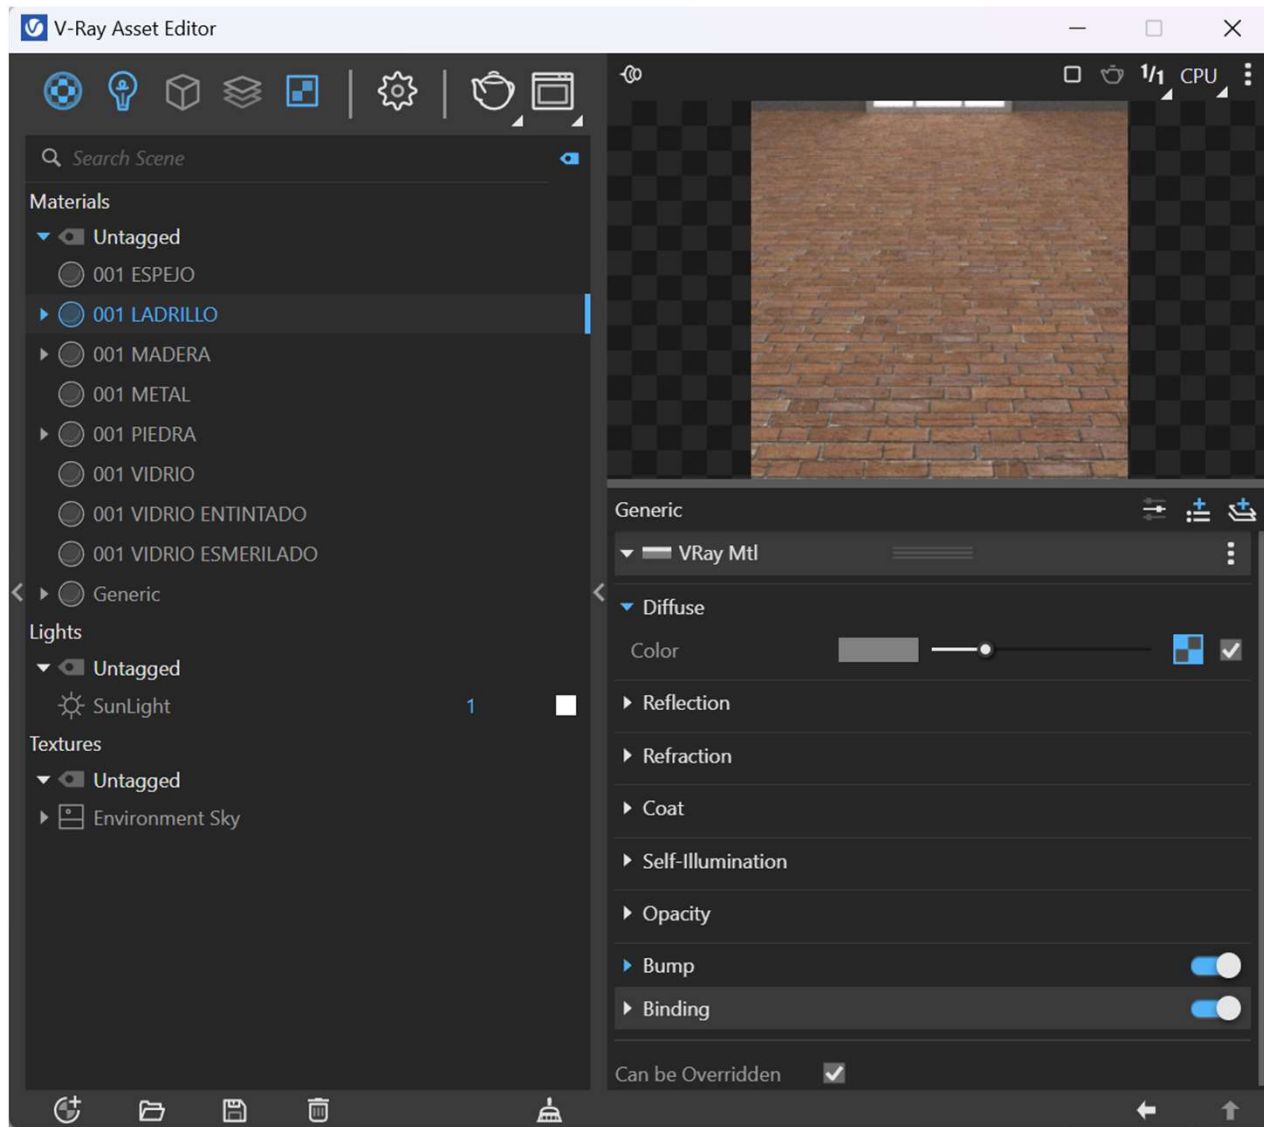 V-Ray Asset Editor
1/1 CPU
Search Scene
Materials
Untagged
001 ESPEJO
001 LADRILLO
001 MADERA
001 METAL
001 PIEDRA
001 VIDRIO
001 VIDRIO ENTINTADO
001 VIDRIO ESMERILADO
Generic
Lights
Untagged
SunLight 1
Textures
Untagged
Environment Sky
Generic
VRay Mtl
Diffuse
Color
Reflection
Refraction
Coat
Self-Illumination
Opacity
Bump
Binding
Can be Overridden